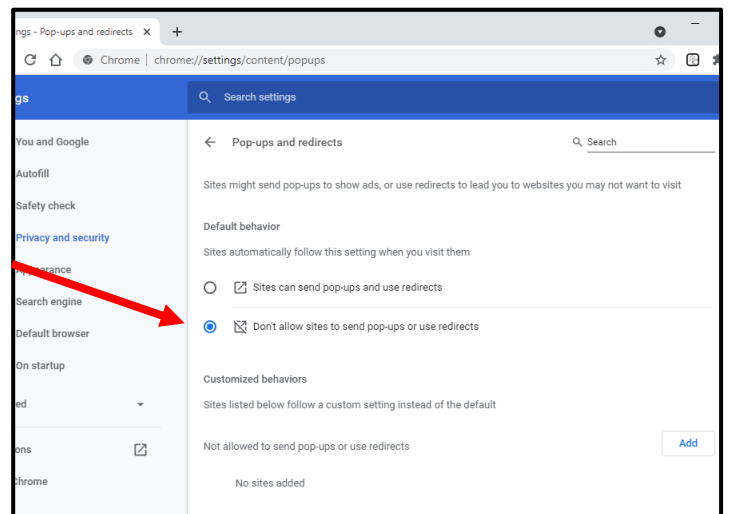 ngs - Pop-ups and redirects
Chrome | chrome://settings/content/popups
gs
Search settings
You and Google
Autofill
Safety check
Privacy and security
Appearance
Search engine
Default browser
On startup
ed
ons
Chrome
Pop-ups and redirects
Search
Sites might send pop-ups to show ads, or use redirects to lead you to websites you may not want to visit
Default behavior
Sites automatically follow this setting when you visit them
Sites can send pop-ups and use redirects
Don't allow sites to send pop-ups or use redirects
Customized behaviors
Sites listed below follow a custom setting instead of the default
Not allowed to send pop-ups or use redirects
Add
No sites added